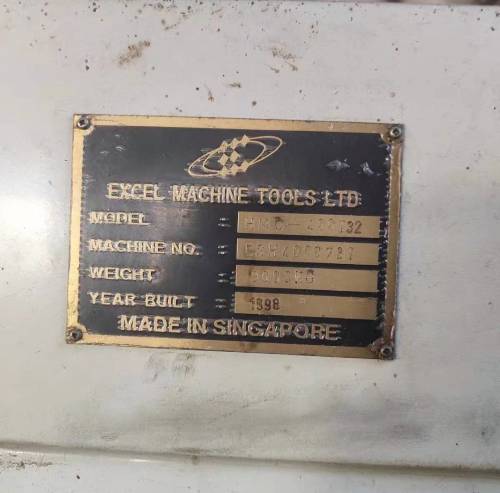 EXCEL MACHINE TOOLS LTD
MODEL =
MACHINE NO. =
WEIGHT =
YEAR BUILT = 1998
MADE IN SINGAPORE